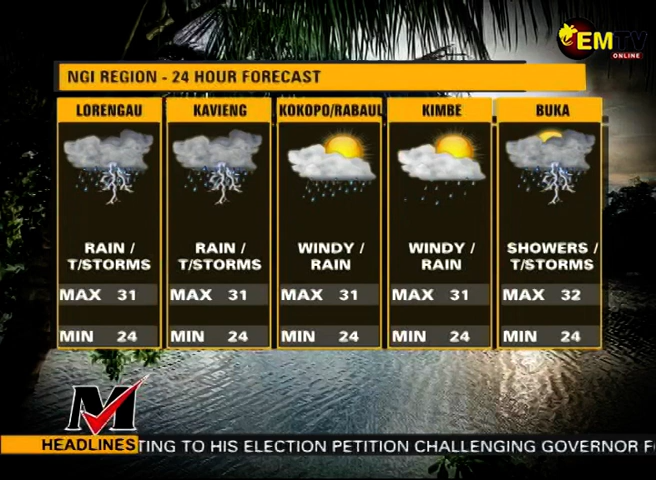 EMTV
ONLINE
NGI REGION - 24 HOUR FORECAST
LORENGAU
RAIN /
T/STORMS
MAX 31
MIN 24
KAVIENG
RAIN /
T/STORMS
MAX 31
MIN 24
KOKOPO/RABAUL
WINDY /
RAIN
MAX 31
MIN 24
KIMBE
WINDY /
RAIN
MAX 31
MIN 24
BUKA
SHOWERS /
T/STORMS
MAX 32
MIN 24
M
HEADLINES TING TO HIS ELECTION PETITION CHALLENGING GOVERNOR F